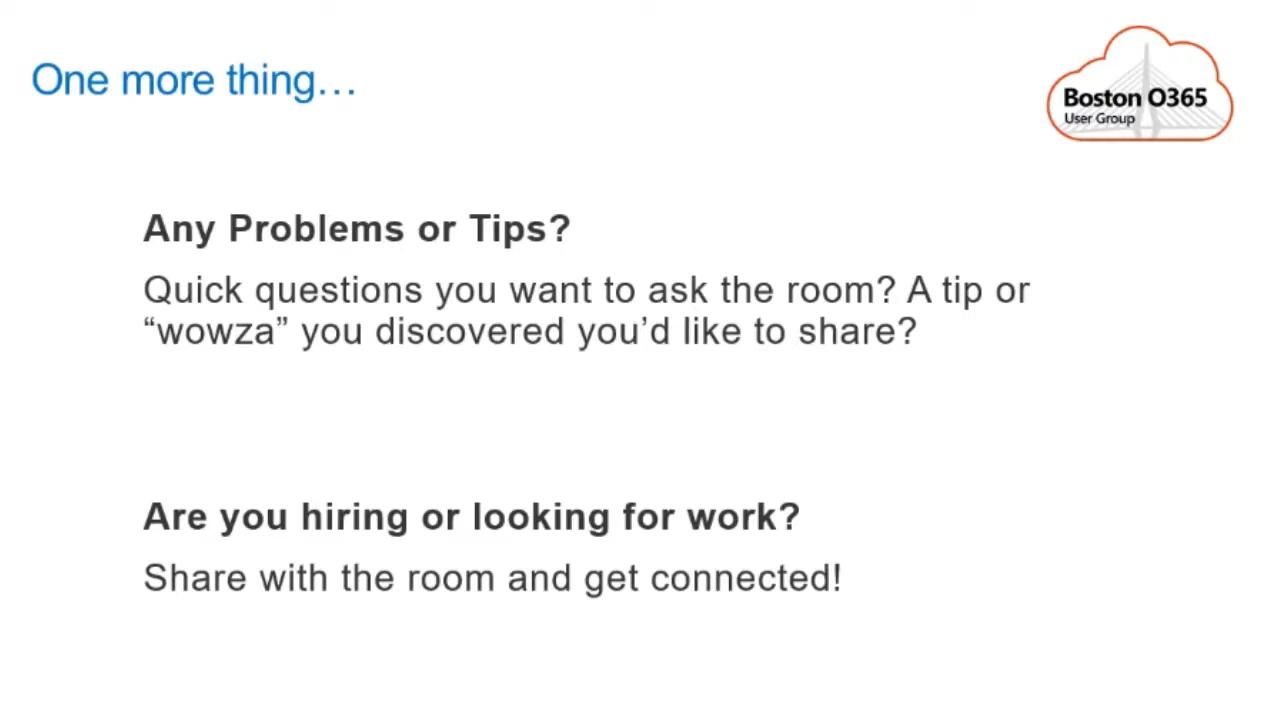 One more thing…
Boston O365
User Group
Any Problems or Tips?
Quick questions you want to ask the room? A tip or
“wowza” you discovered you’d like to share?
Are you hiring or looking for work?
Share with the room and get connected!